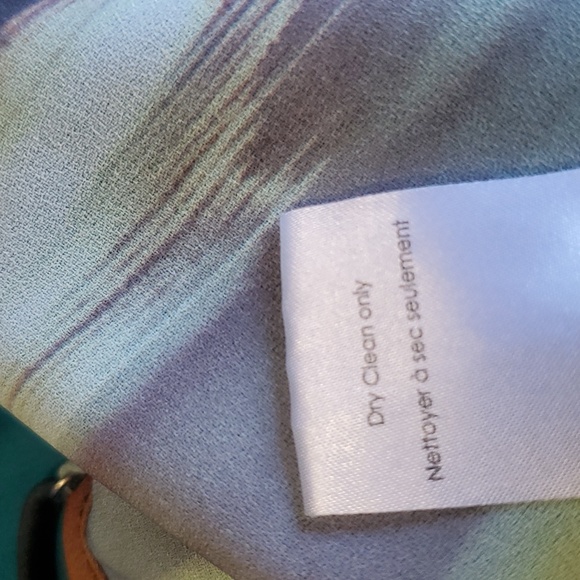 Dry Clean only
Nettoyer à sec seulement